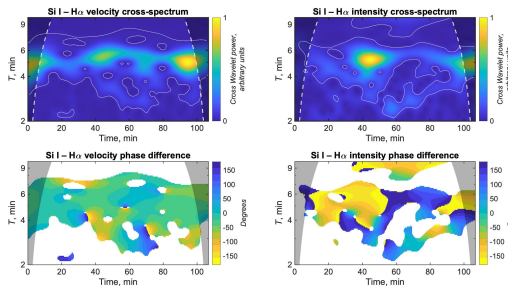 Si I – Hα velocity cross-spectrum
9
6
4
2
T, min
0 20 40 60 80 100
Time, min
1
0
Cross Wavelet power,
arbitrary units
Si I – Hα intensity cross-spectrum
9
6
4
2
T, min
0 20 40 60 80 100
Time, min
1
0
Cross Wavelet power,
Si I – Hα velocity phase difference
9
6
4
2
T, min
0 20 40 60 80 100
Time, min
150
100
50
0
-50
-100
-150
Degrees
Si I – Hα intensity phase difference
9
6
4
2
T, min
0 20 40 60 80 100
Time, min
150
100
50
0
-50
-100
-150